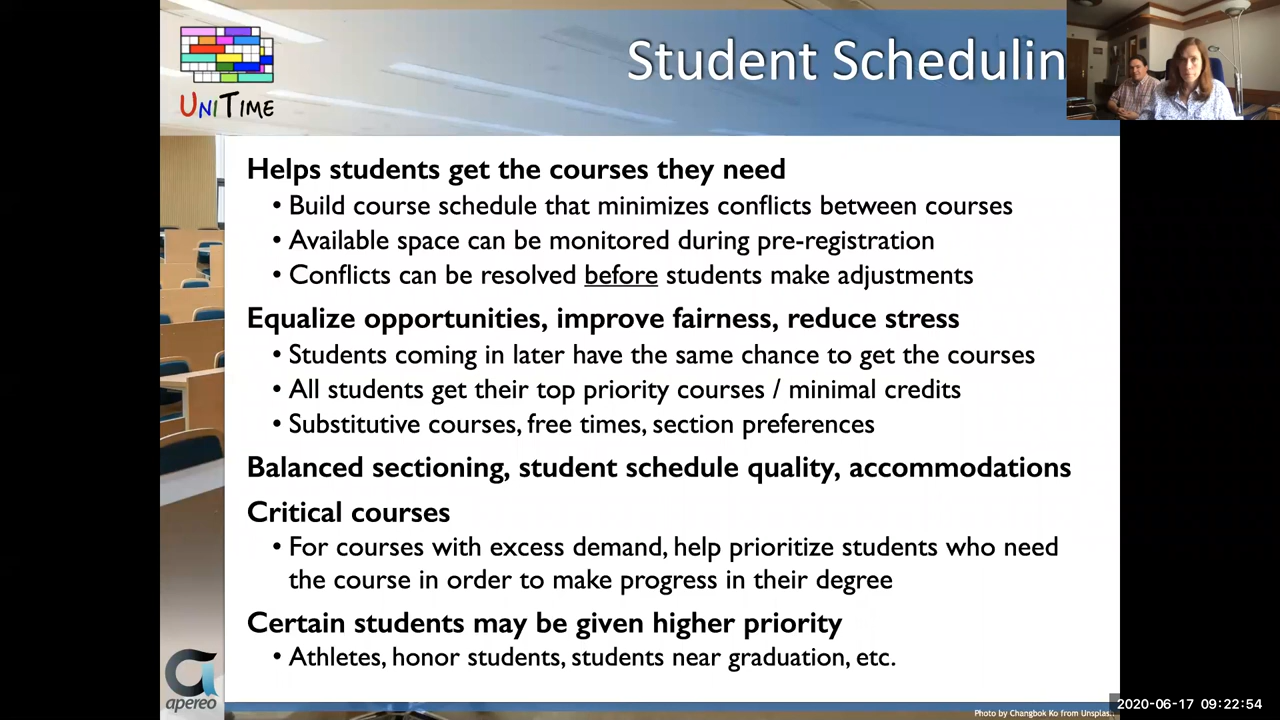 UNITIME
Student Schedulin
Helps students get the courses they need
• Build course schedule that minimizes conflicts between courses
• Available space can be monitored during pre-registration
• Conflicts can be resolved before students make adjustments
Equalize opportunities, improve fairness, reduce stress
• Students coming in later have the same chance to get the courses
• All students get their top priority courses / minimal credits
• Substitutive courses, free times, section preferences
Balanced sectioning, student schedule quality, accommodations
Critical courses
• For courses with excess demand, help prioritize students who need
the course in order to make progress in their degree
Certain students may be given higher priority
• Athletes, honor students, students near graduation, etc.
apereo
2020-06-17 09:22:54
Photo by Changbok Ko from Unsplas